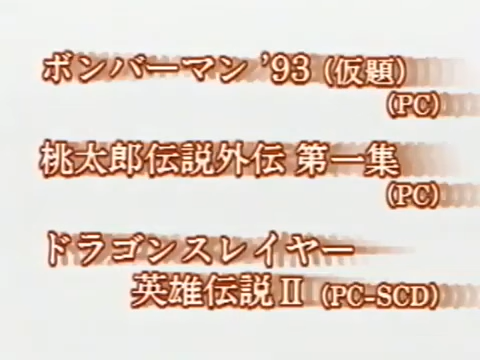 ボンバーマン ’93 (仮題)
(PC)
桃太郎伝説外伝 第一集
(PC)
ドラゴンスレイヤー
英雄伝説Ⅱ (PC-SCD)